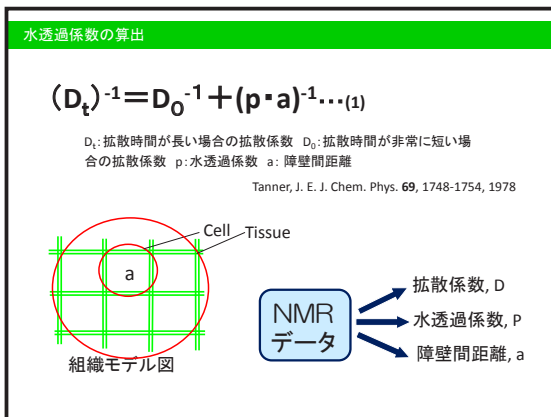 水透過係数の算出
(Dt)-1＝D0-1＋(p▪a)-1…(1)
Dt：拡散時間が長い場合の拡散係数 D0：拡散時間が非常に短い場
合の拡散係数 p：水透過係数 a：障壁間距離
Tanner, J. E. J. Chem. Phys. 69, 1748-1754, 1978
Cell
Tissue
a
組織モデル図
NMR
データ
拡散係数, D
水透過係数, P
障壁間距離, a